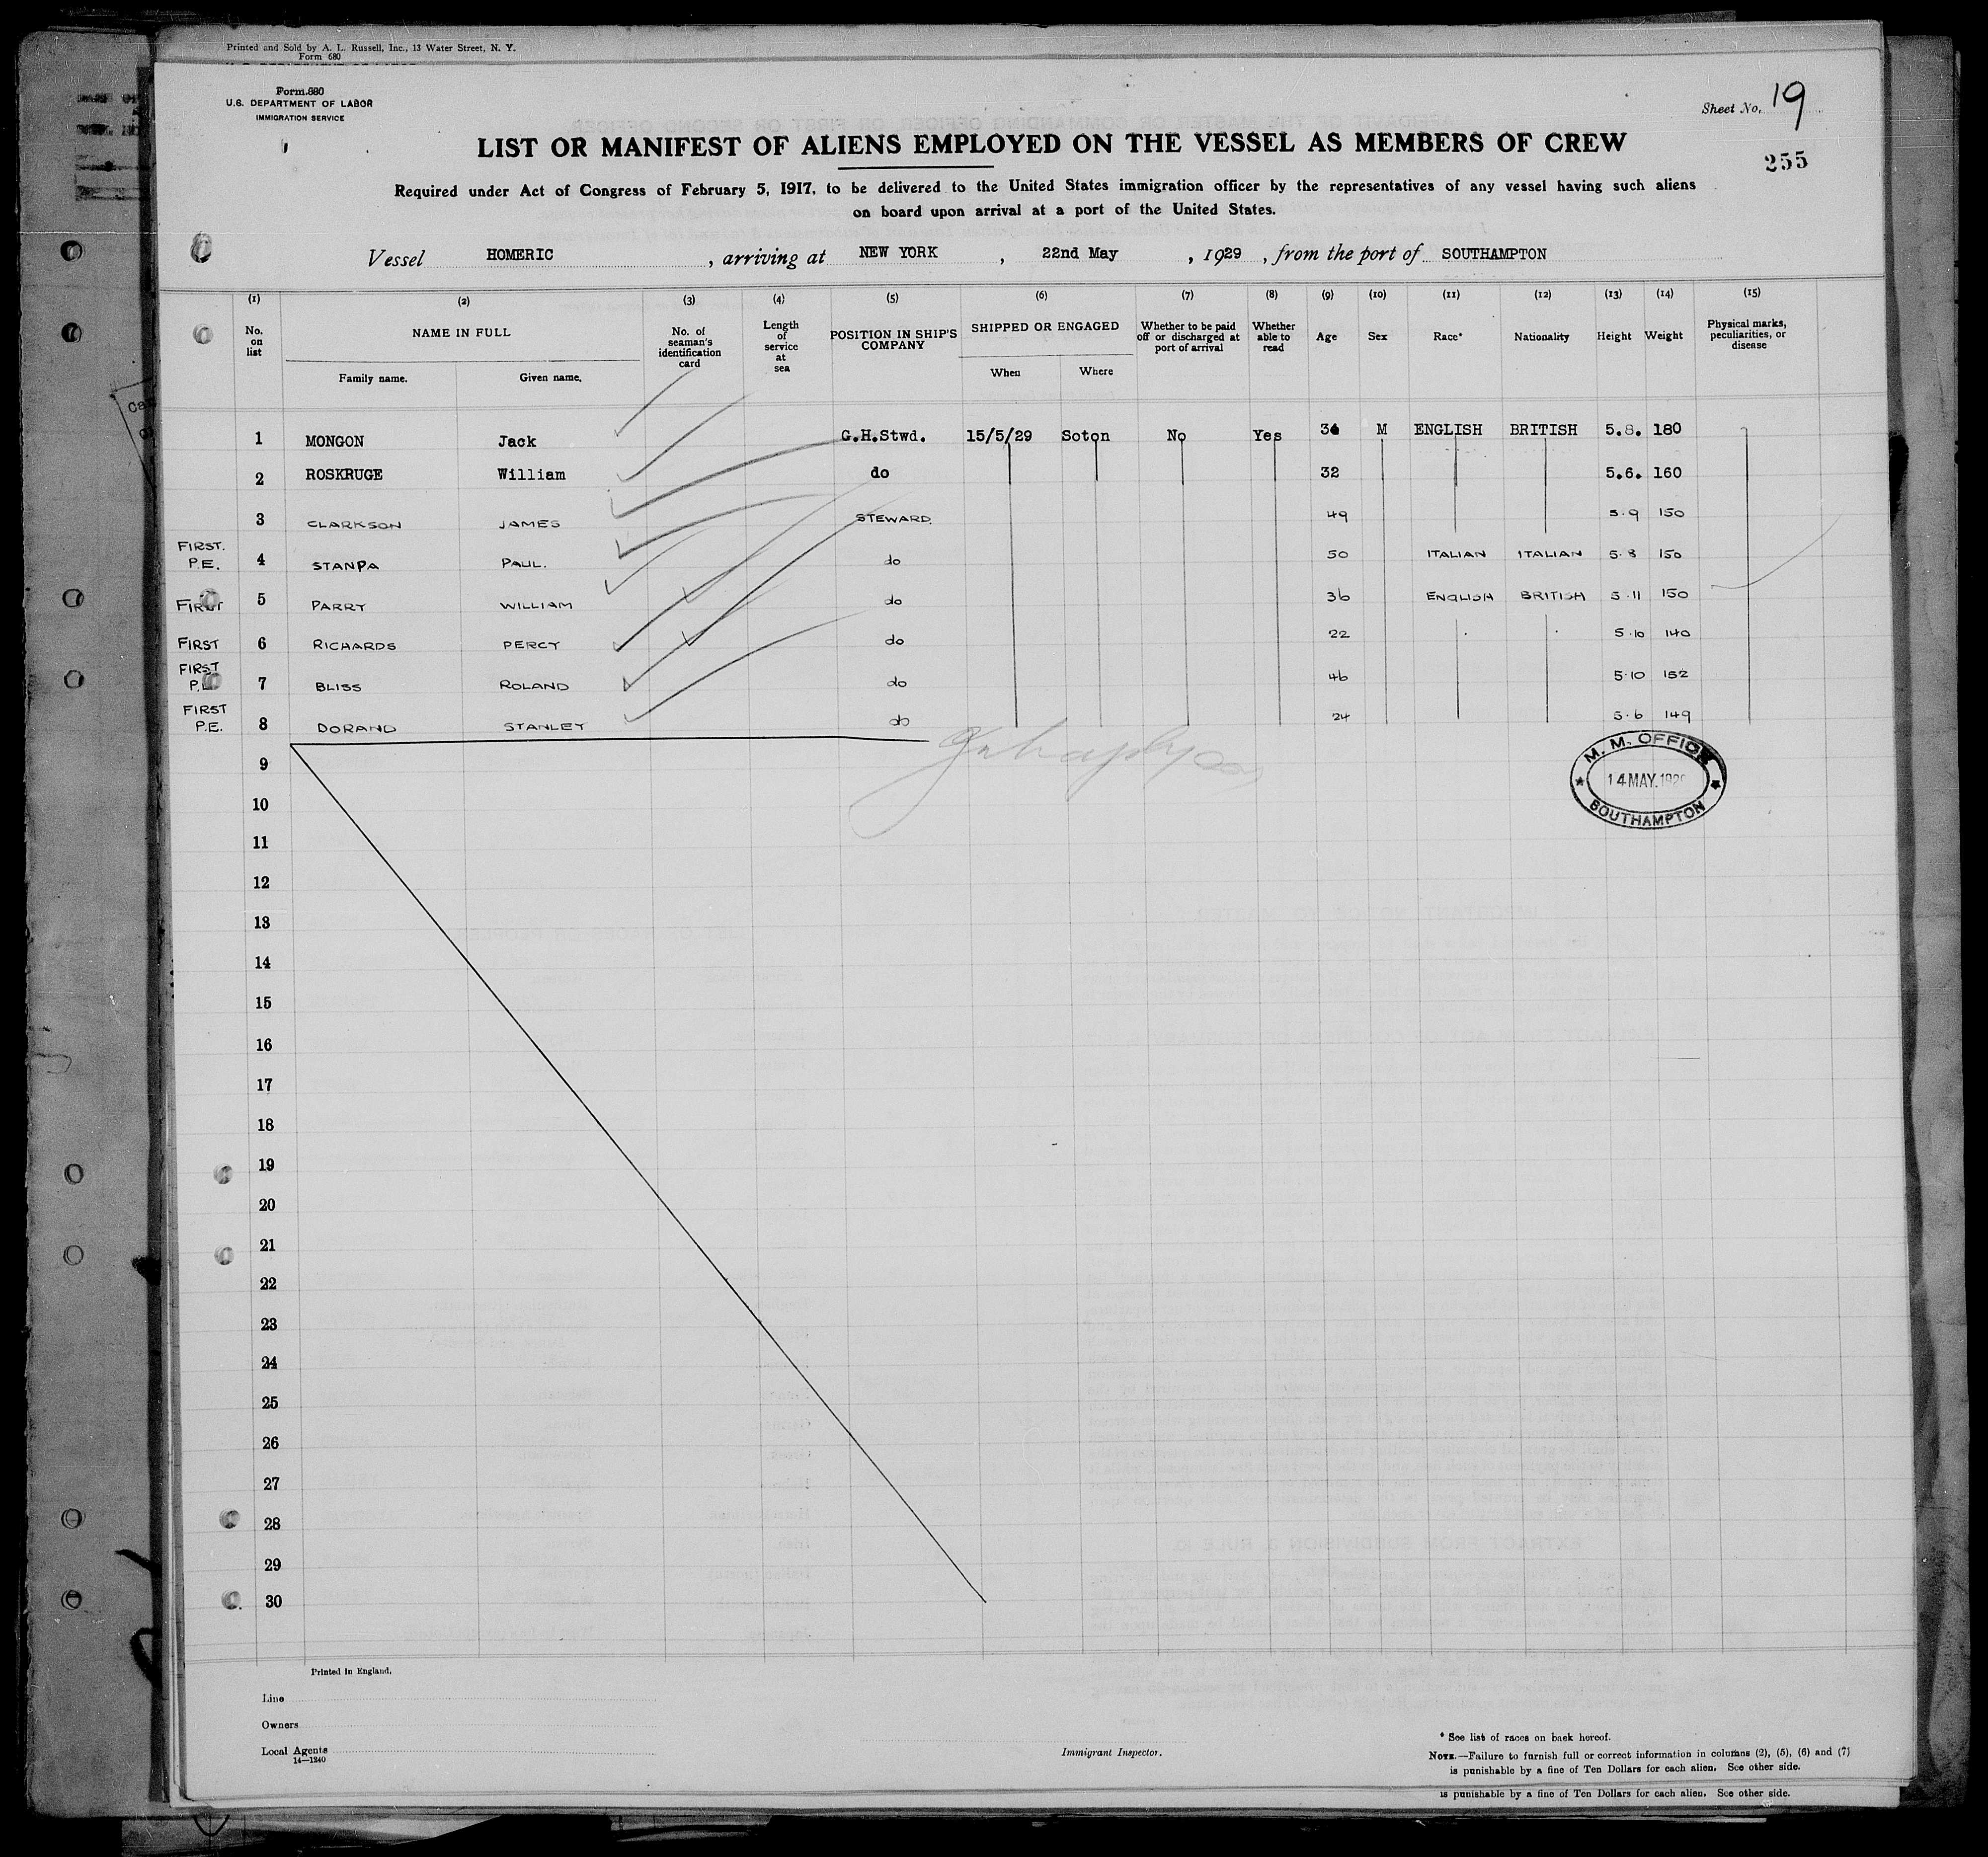 Printed and Sold by A. L. Russell, Inc., 13 Water Street, N. Y.
Form 680
Form 680
U.S. DEPARTMENT OF LABOR
IMMIGRATION SERVICE
Sheet No. 19
255
LIST OR MANIFEST OF ALIENS EMPLOYED ON THE VESSEL AS MEMBERS OF CREW
Required under Act of Congress of February 5, 1917, to be delivered to the United States immigration officer by the representatives of any vessel having such aliens
on board upon arrival at a port of the United States.
Vessel HOMERIC, arriving at NEW YORK, 22nd May, 1929, from the port of SOUTHAMPTON
(1) (2) (3) (4) (5) (6) (7) (8) (9) (10) (11) (12) (13) (14) (15)
No. on list NAME IN FULL No. of seaman's identification card Length of service at sea POSITION IN SHIP'S COMPANY SHIPPED OR ENGAGED Whether to be paid off or discharged at port of arrival Whether able to read Age Sex Race* Nationality Height Weight Physical marks, peculiarities, or disease
Family name. Given name. When Where
1 MONGON Jack G.H.Stwd. 15/5/29 Soton No Yes M ENGLISH BRITISH 5.8. 180
2 ROSKRUGE William do 32 5.6. 160
3 CLARKSON JAMES STEWARD. 49 5.9 150
FIRST. P.E. 4 STANPA PAUL. do 50 ITALIAN ITALIAN 5.8 150
FIRST 5 PARRY WILLIAM do 36 ENGLISH BRITISH 5.11 150
FIRST 6 RICHARDS PERCY do 22 5.10 140
FIRST P.E. 7 BLISS ROLAND do 46 5.10 152
FIRST P.E. 8 DORAND STANLEY do 24 5.6 149
M. M. OFFICE
14 MAY. 1929
SOUTHAMPTON
9
10
11
12
13
14
15
16
17
18
19
20
21
22
23
24
25
26
27
28
29
30
Printed in England.
Line
Owners
Local Agents
14—1240
Immigrant Inspector.
* See list of races on back hereof.
NOTE.—Failure to furnish full or correct information in columns (2), (5), (6) and (7)
is punishable by a fine of Ten Dollars for each alien. See other side.
is punishable by a fine of Ten Dollars for each alien. See other side.